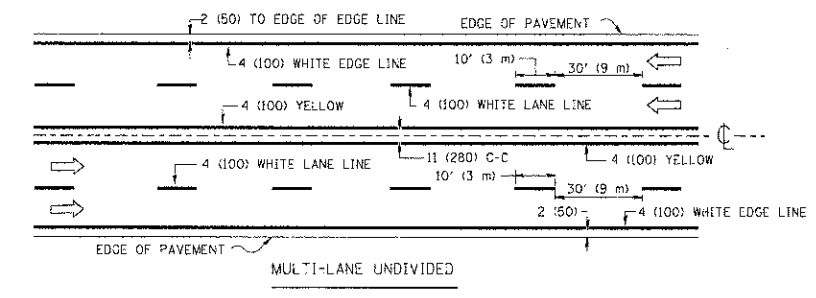 2 (50) TO EDGE OF EDGE LINE
EDGE OF PAVEMENT
4 (100) WHITE EDGE LINE
10' (3 m)
30' (9 m)
4 (100) YELLOW
4 (100) WHITE LANE LINE
℄
4 (100) WHITE LANE LINE
11 (280) C-C
4 (100) YELLOW
10' (3 m)
30' (9 m)
2 (50)
4 (100) WHITE EDGE LINE
EDGE OF PAVEMENT
MULTI-LANE UNDIVIDED